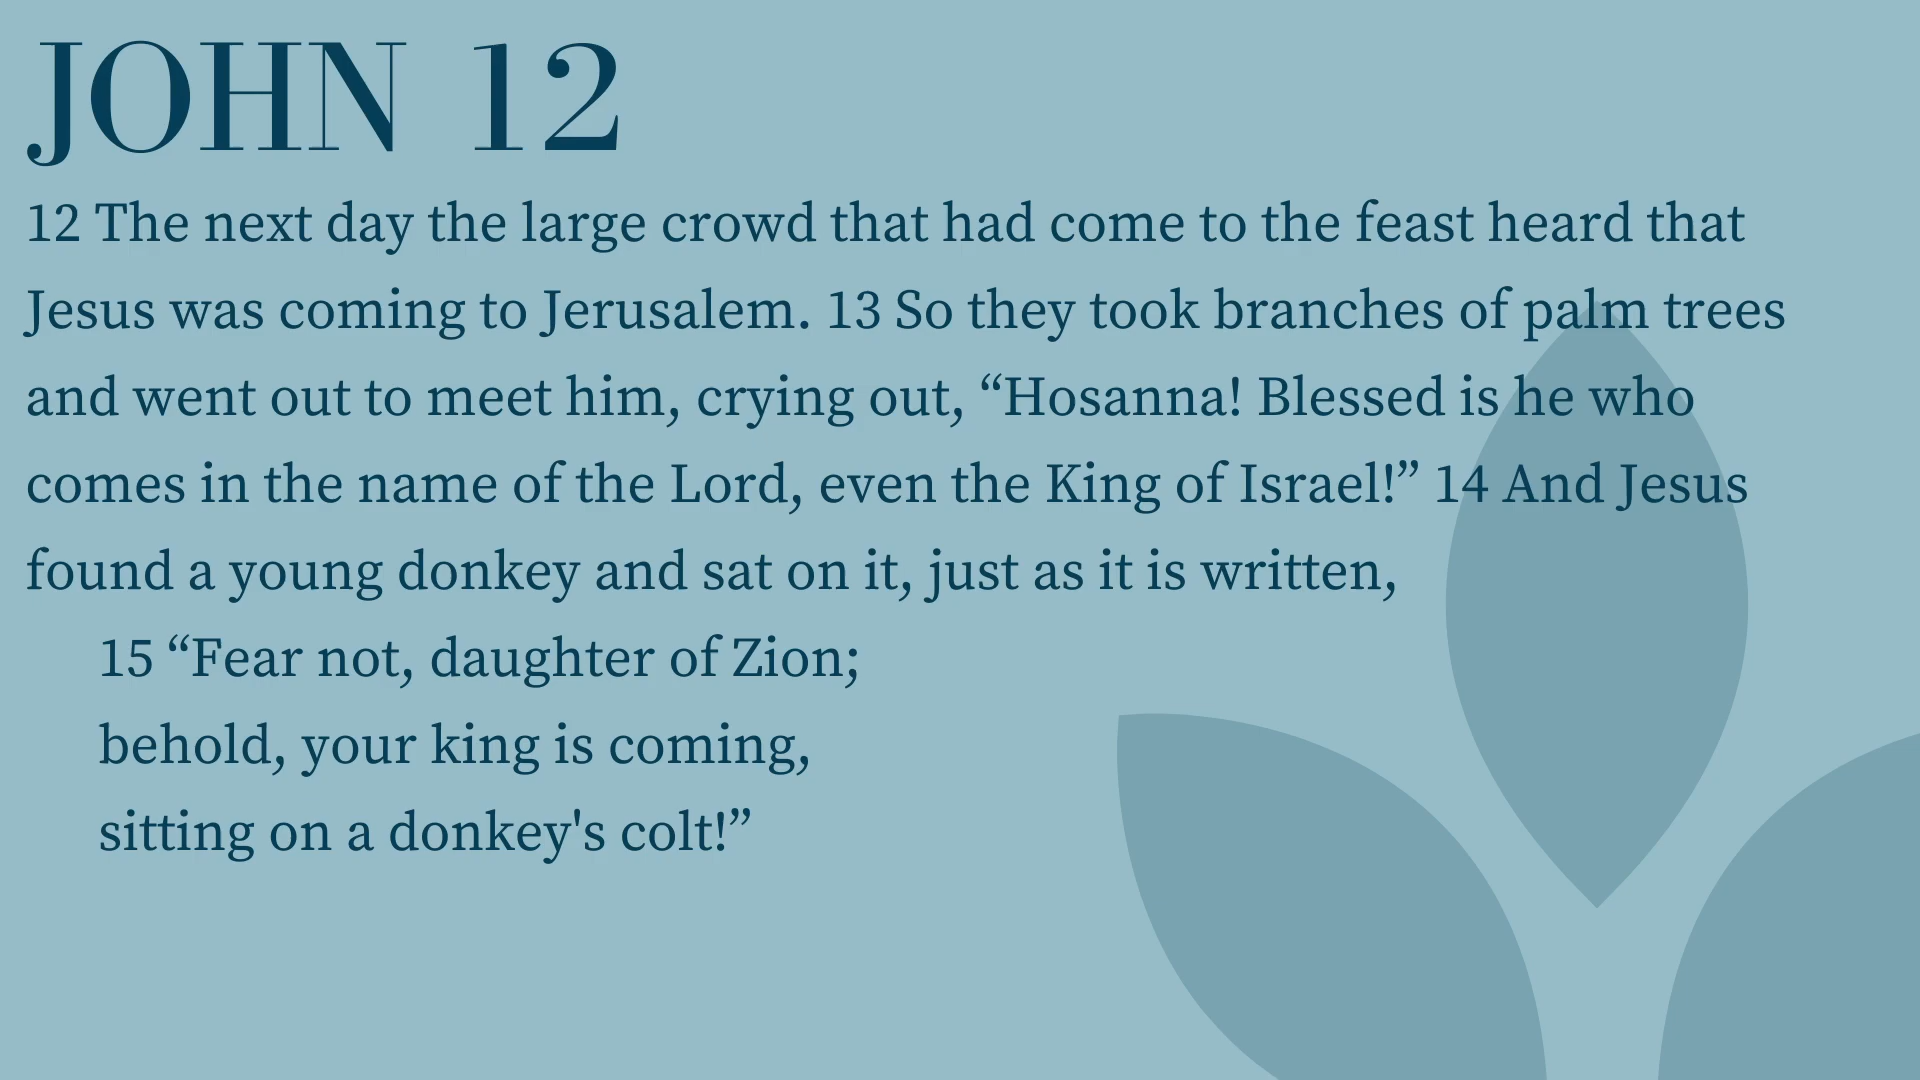 JOHN 12
12 The next day the large crowd that had come to the feast heard that
Jesus was coming to Jerusalem. 13 So they took branches of palm trees
and went out to meet him, crying out, “Hosanna! Blessed is he who
comes in the name of the Lord, even the King of Israel!” 14 And Jesus
found a young donkey and sat on it, just as it is written,
15 “Fear not, daughter of Zion;
behold, your king is coming,
sitting on a donkey's colt!”